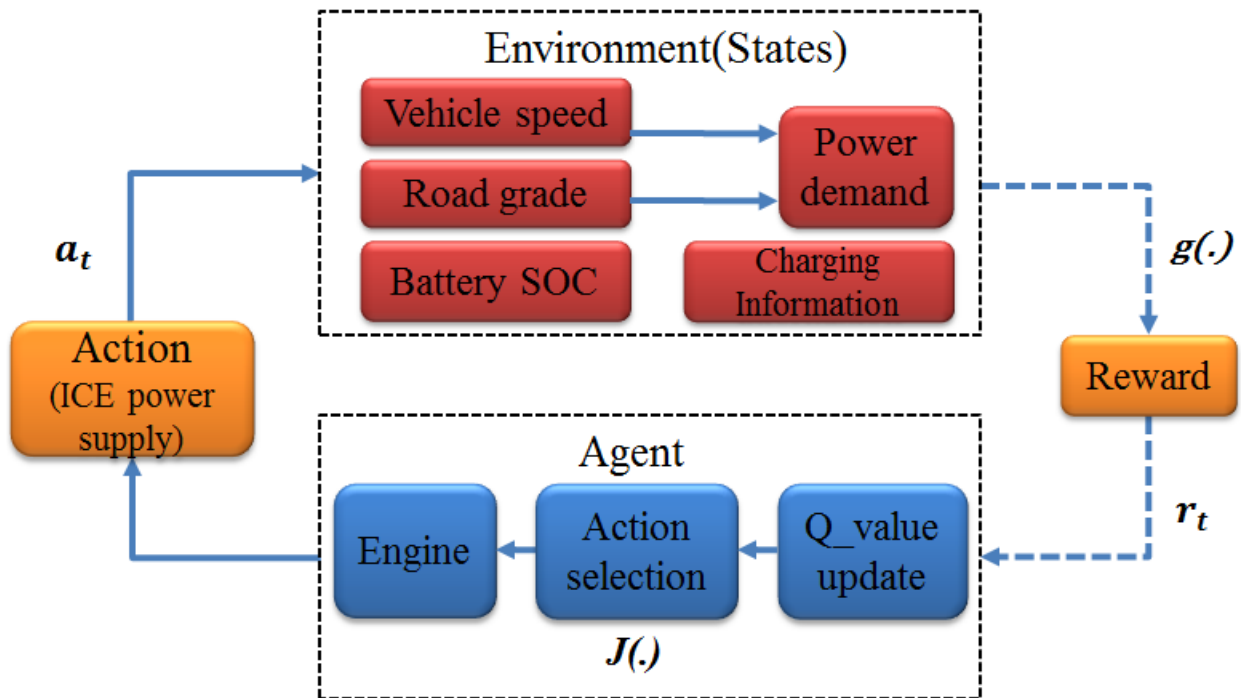 Environment(States)
Vehicle speed
Power
demand
Road grade
Battery SOC
Charging
Information
a_t
g(.)
Action
(ICE power
supply)
Reward
Agent
Engine
Action
selection
Q_value
update
r_t
J(.)